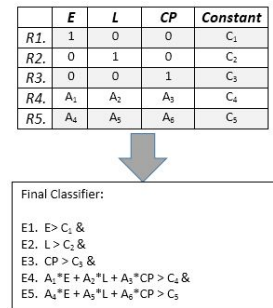 E L CP Constant
R1. 1 0 0 C₁
R2. 0 1 0 C₂
R3. 0 0 1 C₃
R4. A₁ A₂ A₃ C₄
R5. A₄ A₅ A₆ C₅
Final Classifier:
E1. E> C₁ &
E2. L > C₂ &
E3. CP > C₃ &
E4. A₁*E + A₂*L + A₃*CP > C₄ &
E5. A₄*E + A₅*L + A₆*CP > C₅